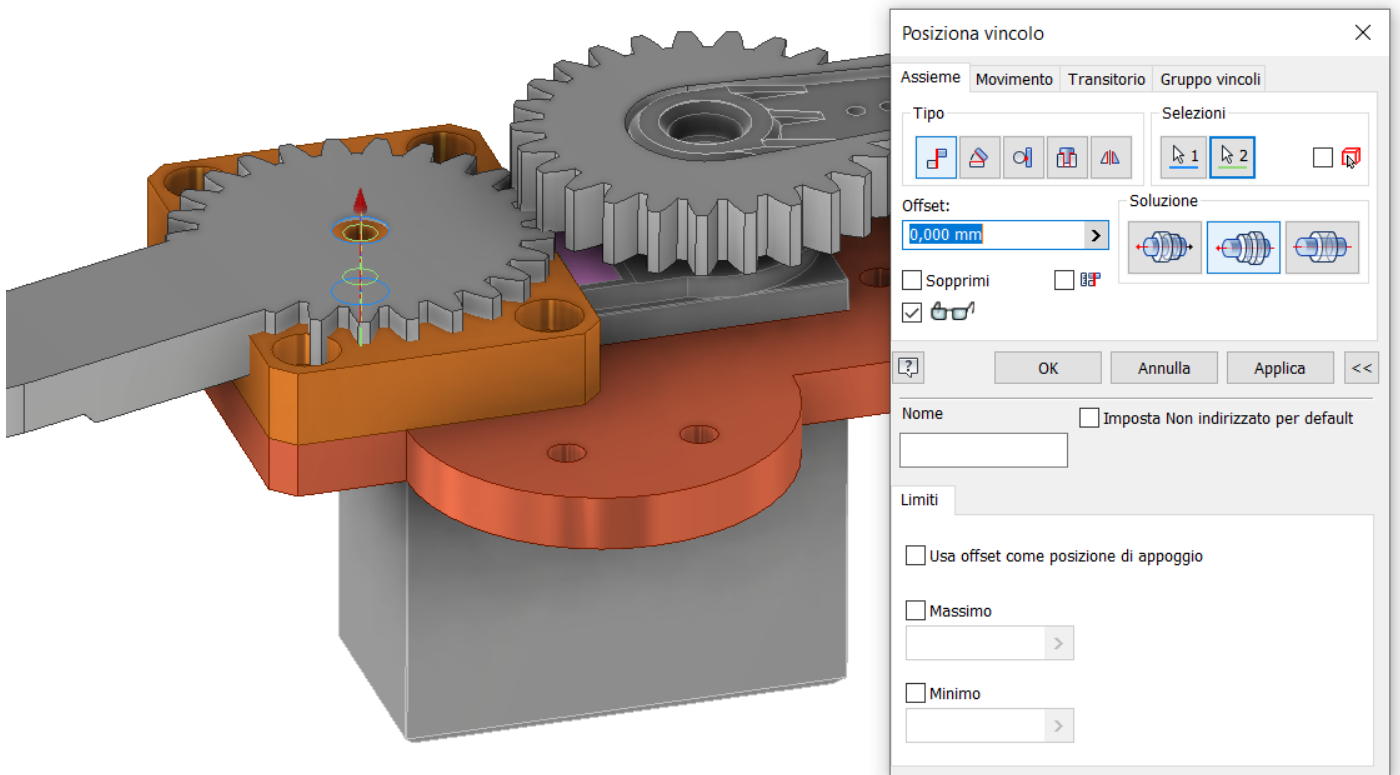 Posiziona vincolo
Assieme Movimento Transitorio Gruppo vincoli
Tipo
Selezioni
1
2
Offset:
0,000 mm
Soluzione
Sopprimi
?
OK
Annulla
Applica
<<
Nome
Imposta Non indirizzato per default
Limiti
Usa offset come posizione di appoggio
Massimo
Minimo